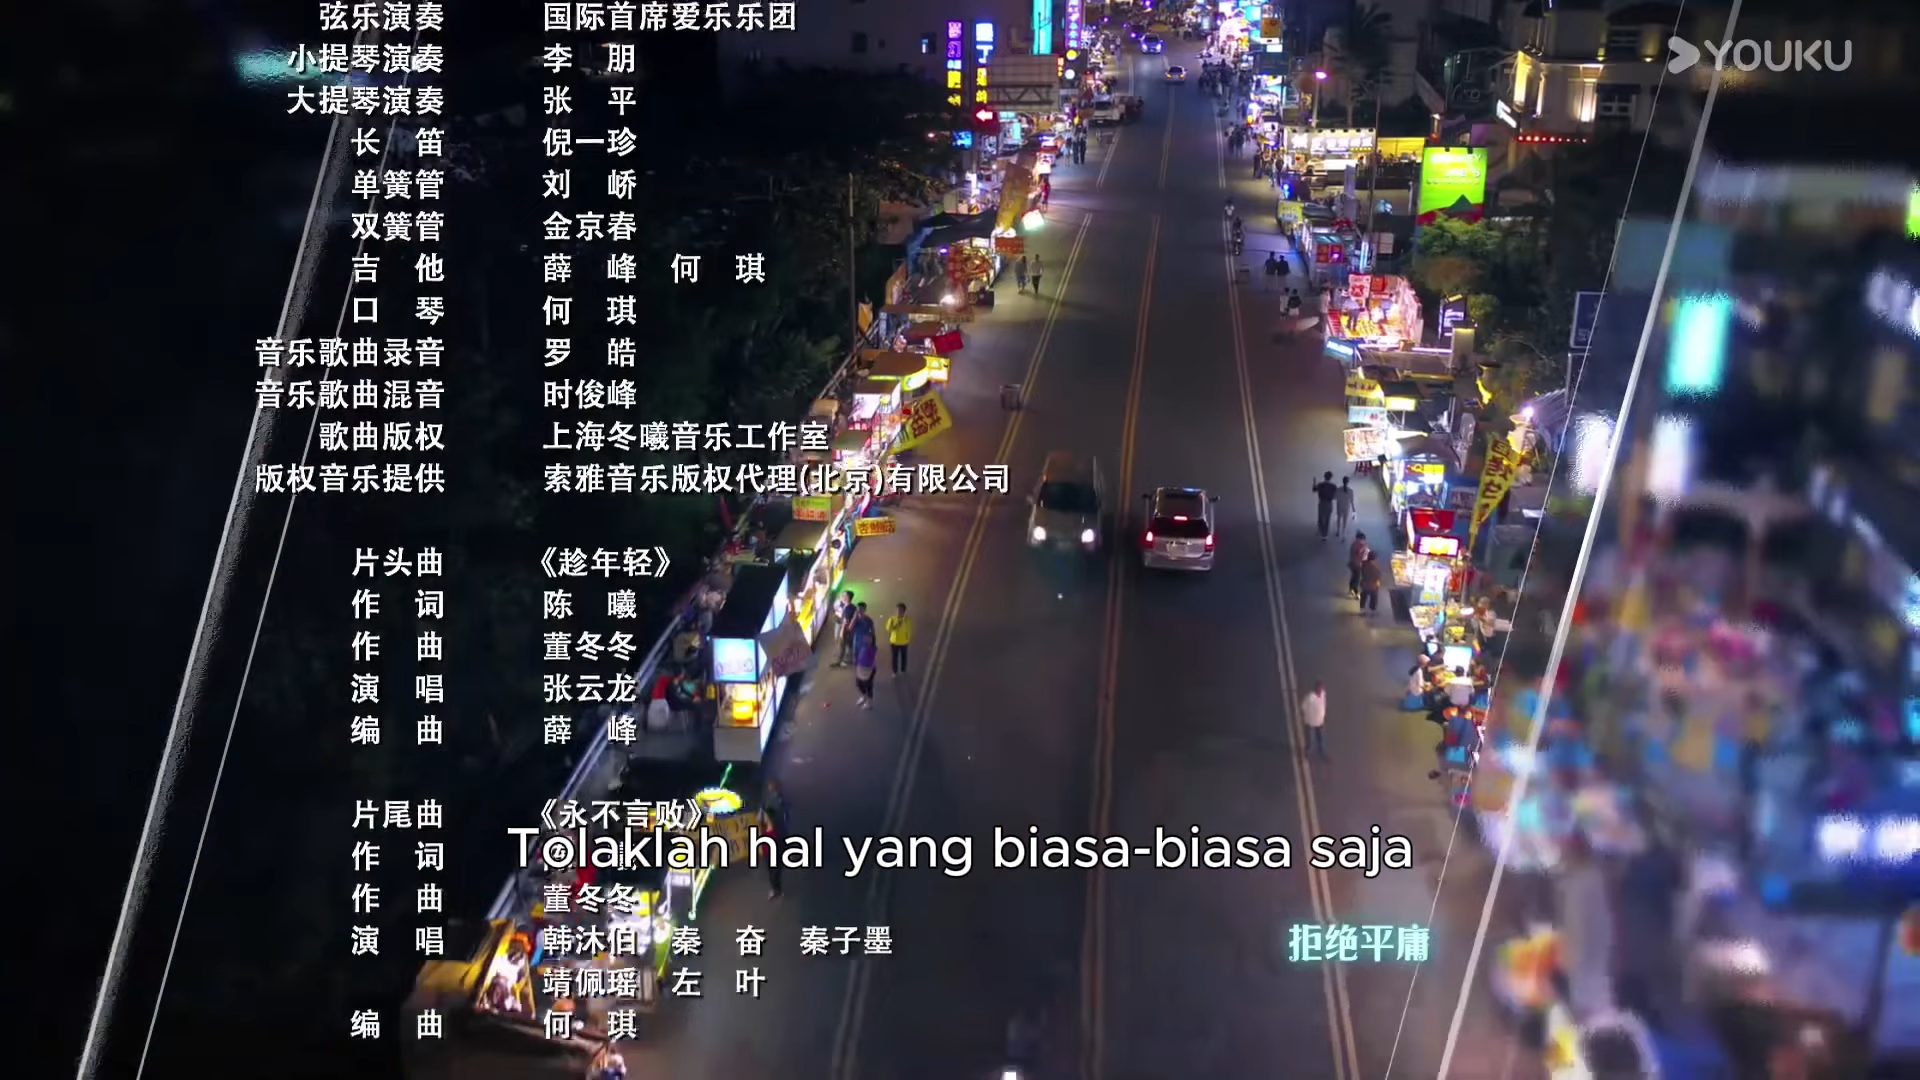 弦乐演奏 国际首席爱乐乐团
小提琴演奏 李 朋
YOUKU
大提琴演奏 张 平
长 笛 倪一珍
单簧管 刘 峤
双簧管 金京春
吉 他 薛 峰 何 琪
口 琴 何 琪
音乐歌曲录音 罗 皓
音乐歌曲混音 时俊峰
歌曲版权 上海冬曦音乐工作室
版权音乐提供 索雅音乐版权代理(北京)有限公司
片头曲 《趁年轻》
作 词 陈 曦
作 曲 董冬冬
演 唱 张云龙
编 曲 薛 峰
片尾曲 《永不言败》
作 词
Tolaklah hal yang biasa-biasa saja
作 曲 董冬冬
演 唱 韩沐伯 秦 奋 秦子墨
拒绝平庸
靖佩瑶 左 叶
编 曲 何 琪